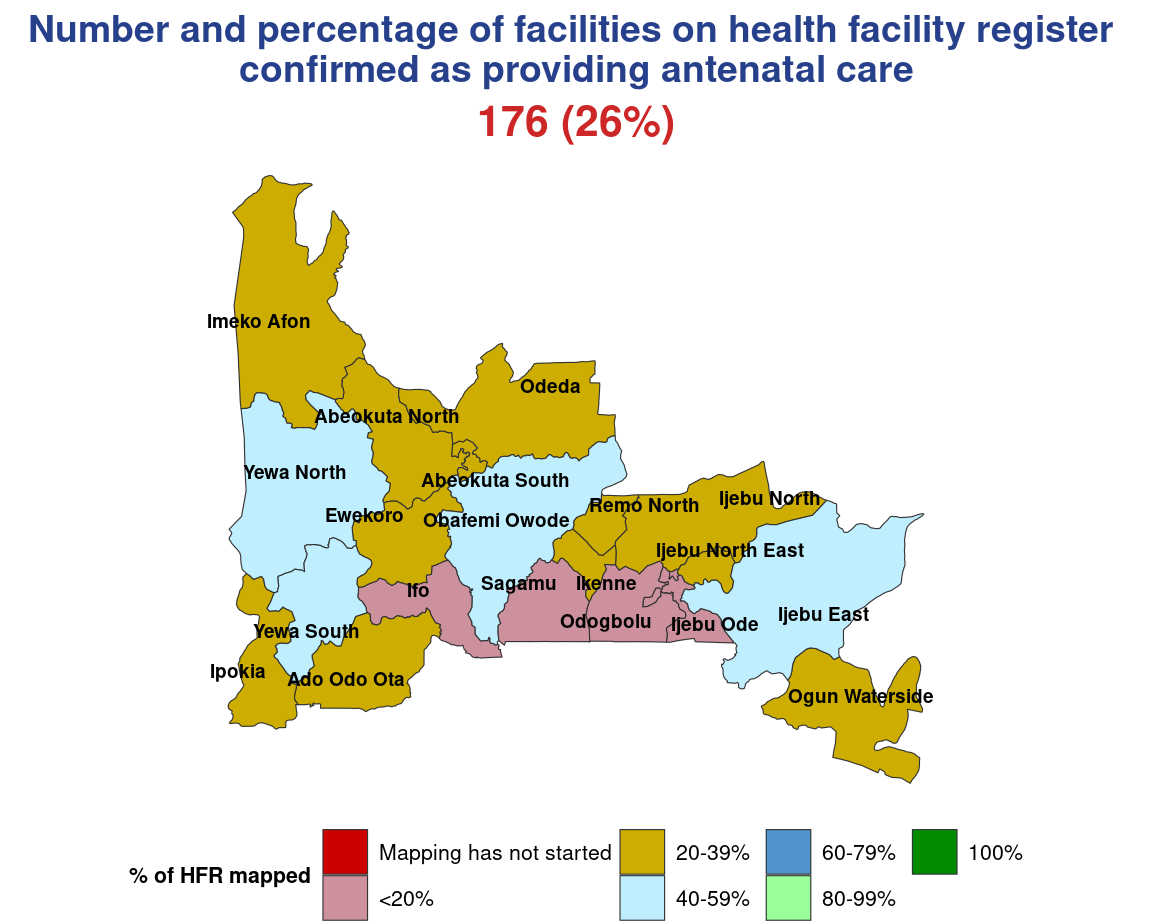 Number and percentage of facilities on health facility register
confirmed as providing antenatal care
176 (26%)
Imeko Afon
Odeda
Abeokuta North
Yewa North
Abeokuta South
Ijebu North
Remo North
Ewekoro
Obafemi Owode
Ijebu North East
Sagamu
Ikenne
Ifo
Ijebu East
Odogbolu
Ijebu Ode
Yewa South
Ipokia
Ado Odo Ota
Ogun Waterside
% of HFR mapped
Mapping has not started
<20%
20-39%
40-59%
60-79%
80-99%
100%